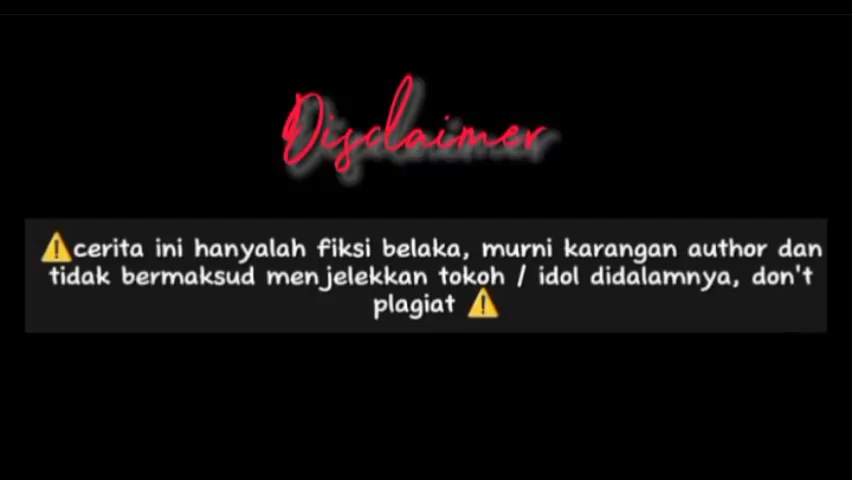 Disclaimer
⚠️cerita ini hanyalah fiksi belaka, murni karangan author dan
tidak bermaksud menjelekkan tokoh / idol didalamnya, don't
plagiat ⚠️